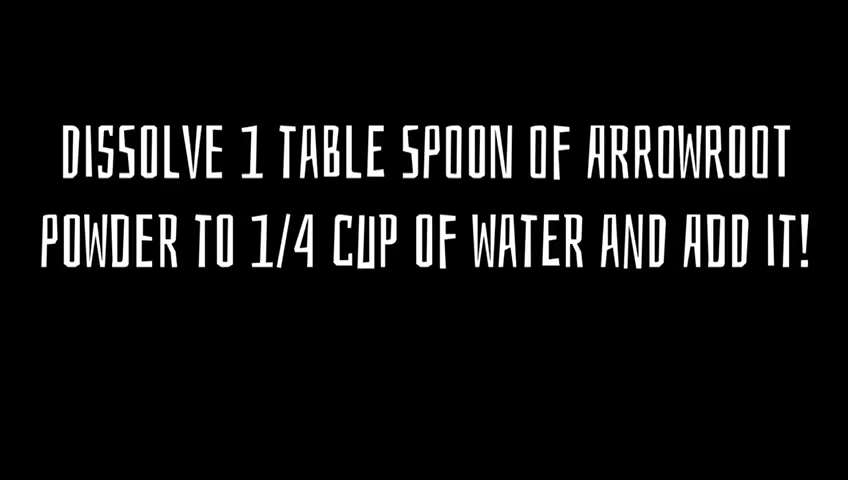 DISSOLVE 1 TABLE SPOON OF ARROWROOT
POWDER TO 1/4 CUP OF WATER AND ADD IT!